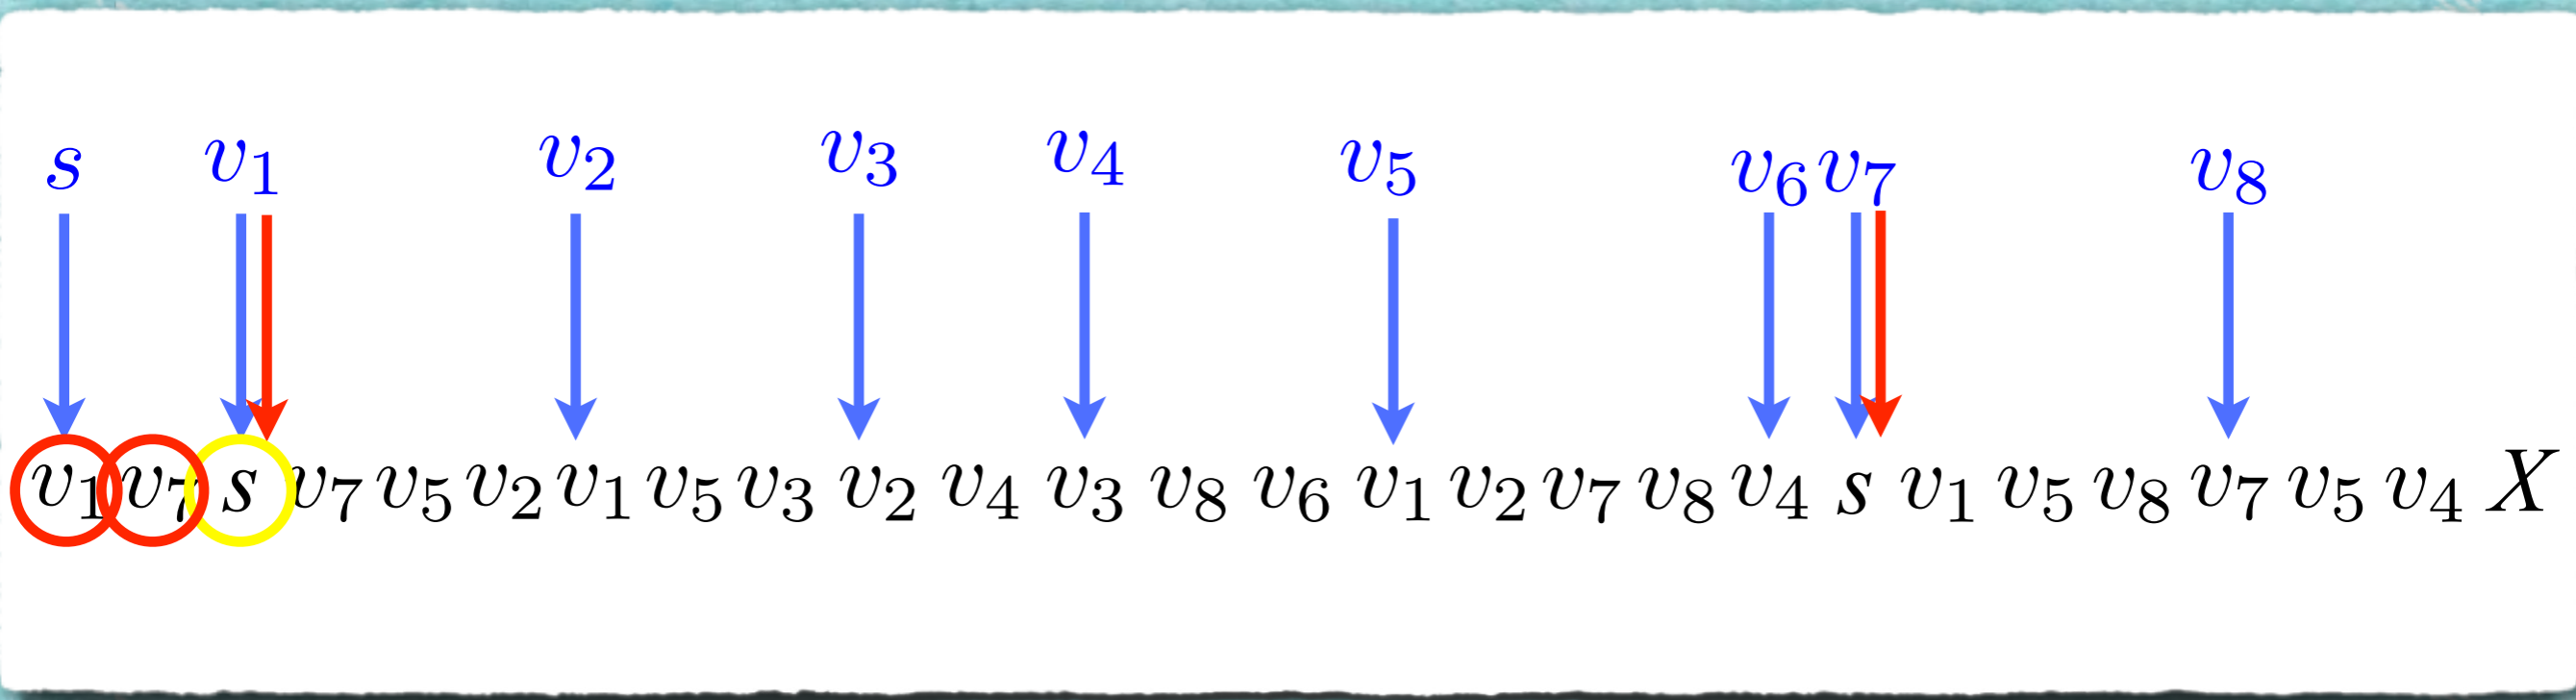 s v₁ v₂ v₃ v₄ v₅ v₆ v₇ v₈
v₁ v₇ s v₇ v₅ v₂ v₁ v₅ v₃ v₂ v₄ v₃ v₈ v₆ v₁ v₂ v₇ v₈ v₄ s v₁ v₅ v₈ v₇ v₅ v₄ X